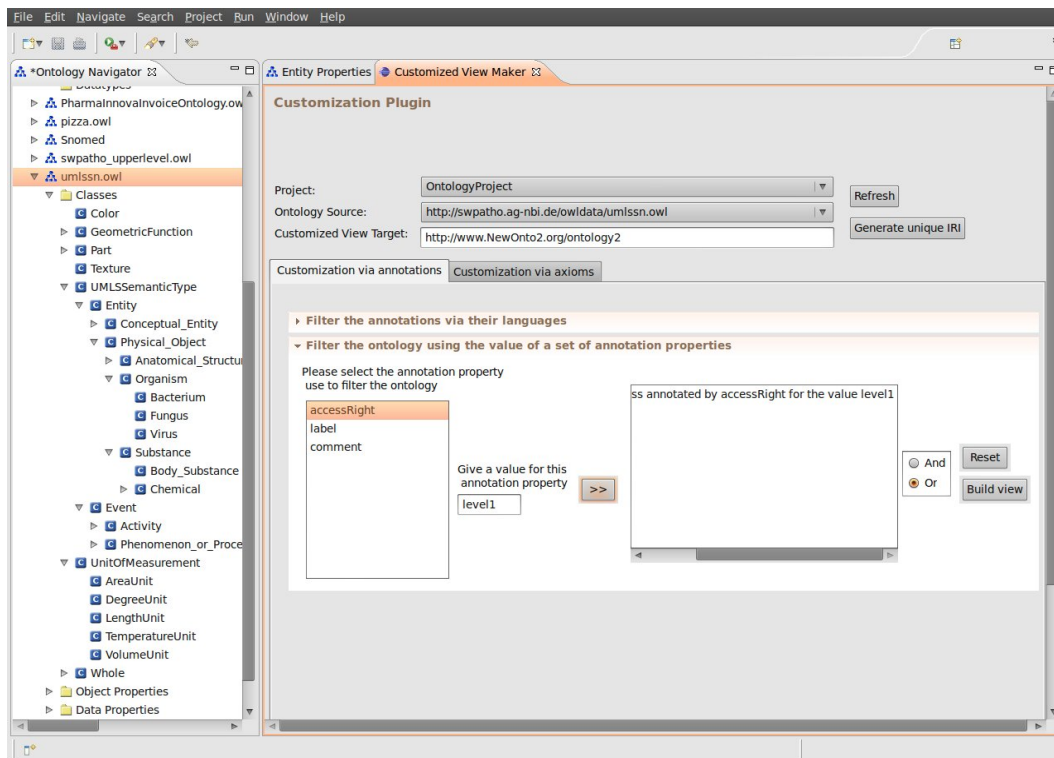 File Edit Navigate Search Project Run Window Help
*Ontology Navigator
Entity Properties
Customized View Maker
Datatypes
PharmaInnovaInvoiceOntology.ow
pizza.owl
Snomed
swpatho_upperlevel.owl
umlssn.owl
Classes
Color
GeometricFunction
Part
Texture
UMLSSemanticType
Entity
Conceptual_Entity
Physical_Object
Anatomical_Structu
Organism
Bacterium
Fungus
Virus
Substance
Body_Substance
Chemical
Event
Activity
Phenomenon_or_Proce
UnitOfMeasurement
AreaUnit
DegreeUnit
LengthUnit
TemperatureUnit
VolumeUnit
Whole
Object Properties
Data Properties
Customization Plugin
Project: OntologyProject
Refresh
Ontology Source: http://swpatho.ag-nbi.de/owldata/umlssn.owl
Customized View Target: http://www.NewOnto2.org/ontology2
Generate unique IRI
Customization via annotations Customization via axioms
Filter the annotations via their languages
Filter the ontology using the value of a set of annotation properties
Please select the annotation property
use to filter the ontology
accessRight
label
comment
Give a value for this
annotation property
level1
>>
ss annotated by accessRight for the value level1
And
Or
Reset
Build view